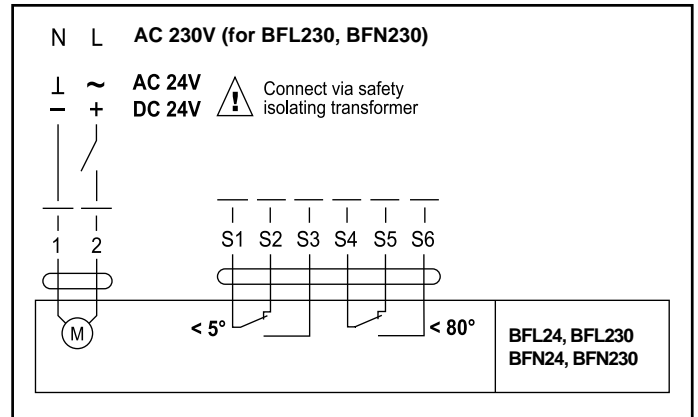 N L AC 230V (for BFL230, BFN230)
⊥ ~ AC 24V
− + DC 24V
! Connect via safety
isolating transformer
1 2 S1 S2 S3 S4 S5 S6
M
< 5° < 80°
BFL24, BFL230
BFN24, BFN230